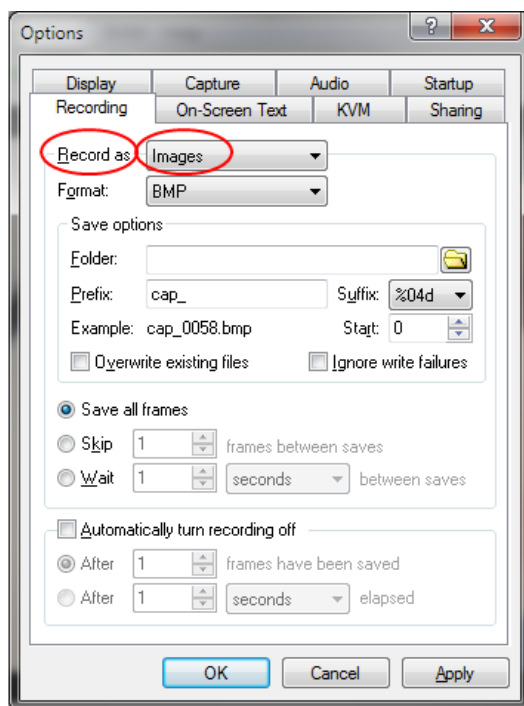 Options
Display Capture Audio Startup
Recording On-Screen Text KVM Sharing
Record as Images
Format: BMP
Save options
Folder:
Prefix: cap_ Suffix: %04d
Example: cap_0058.bmp Start: 0
Overwrite existing files Ignore write failures
Save all frames
Skip 1 frames between saves
Wait 1 seconds between saves
Automatically turn recording off
After 1 frames have been saved
After 1 seconds elapsed
OK Cancel Apply